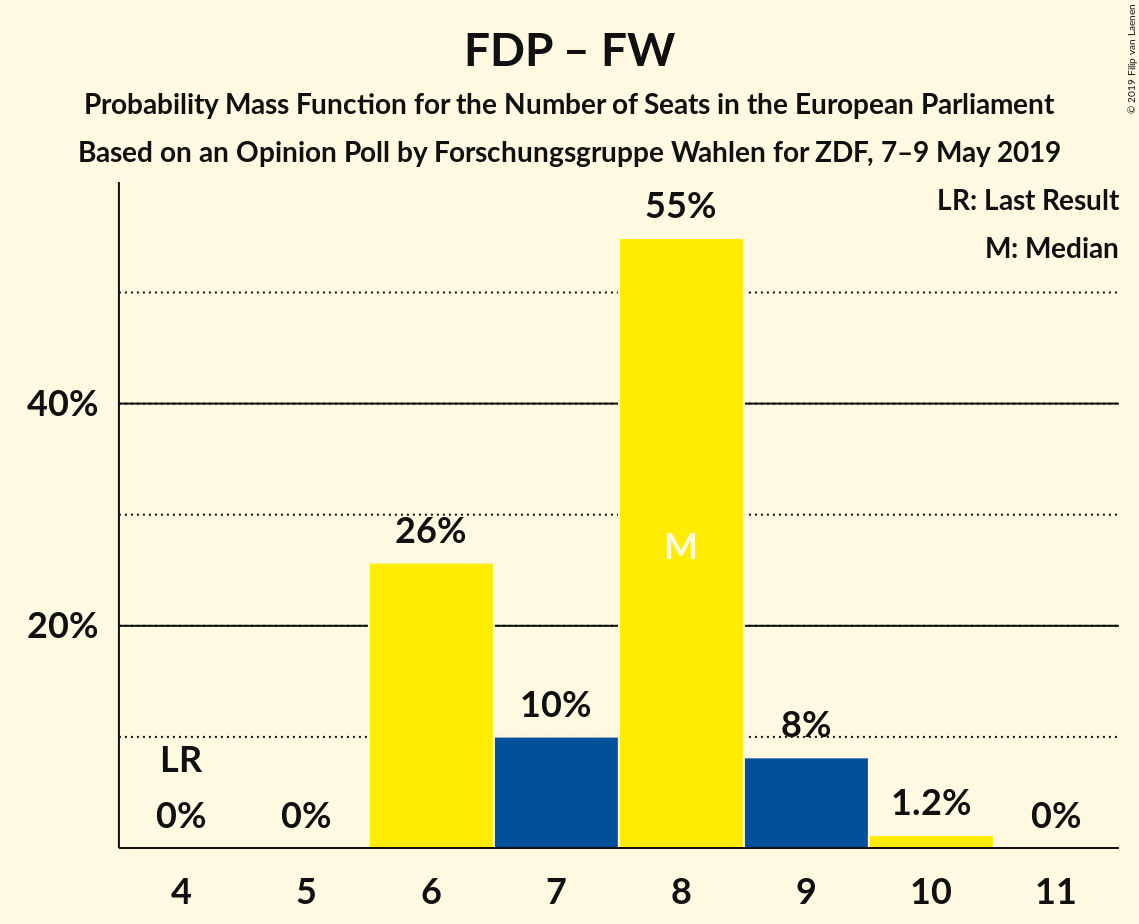 FDP – FW
Probability Mass Function for the Number of Seats in the European Parliament
Based on an Opinion Poll by Forschungsgruppe Wahlen for ZDF, 7–9 May 2019
© 2019 Filip van Laenen
LR: Last Result
M: Median
55%
40%
26%
M
20%
10%
8%
LR
1.2%
0%
0%
0%
4 5 6 7 8 9 10 11